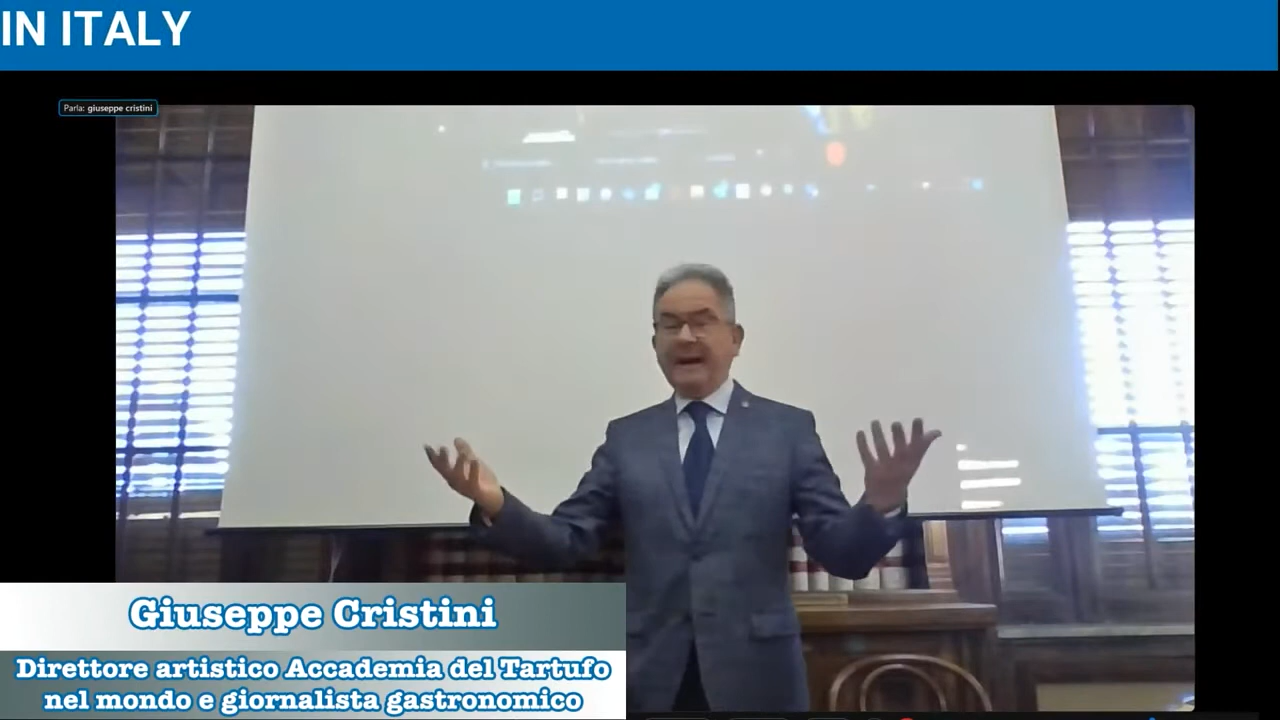 IN ITALY
Parla: giuseppe cristini
Giuseppe Cristini
Direttore artistico Accademia del Tartufo
nel mondo e giornalista gastronomico